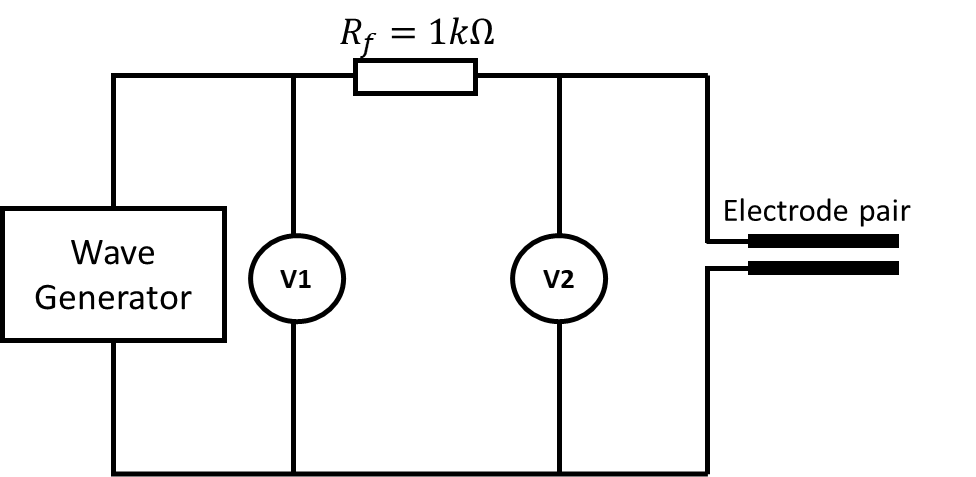 R_f = 1kΩ
Electrode pair
Wave
Generator
V1
V2